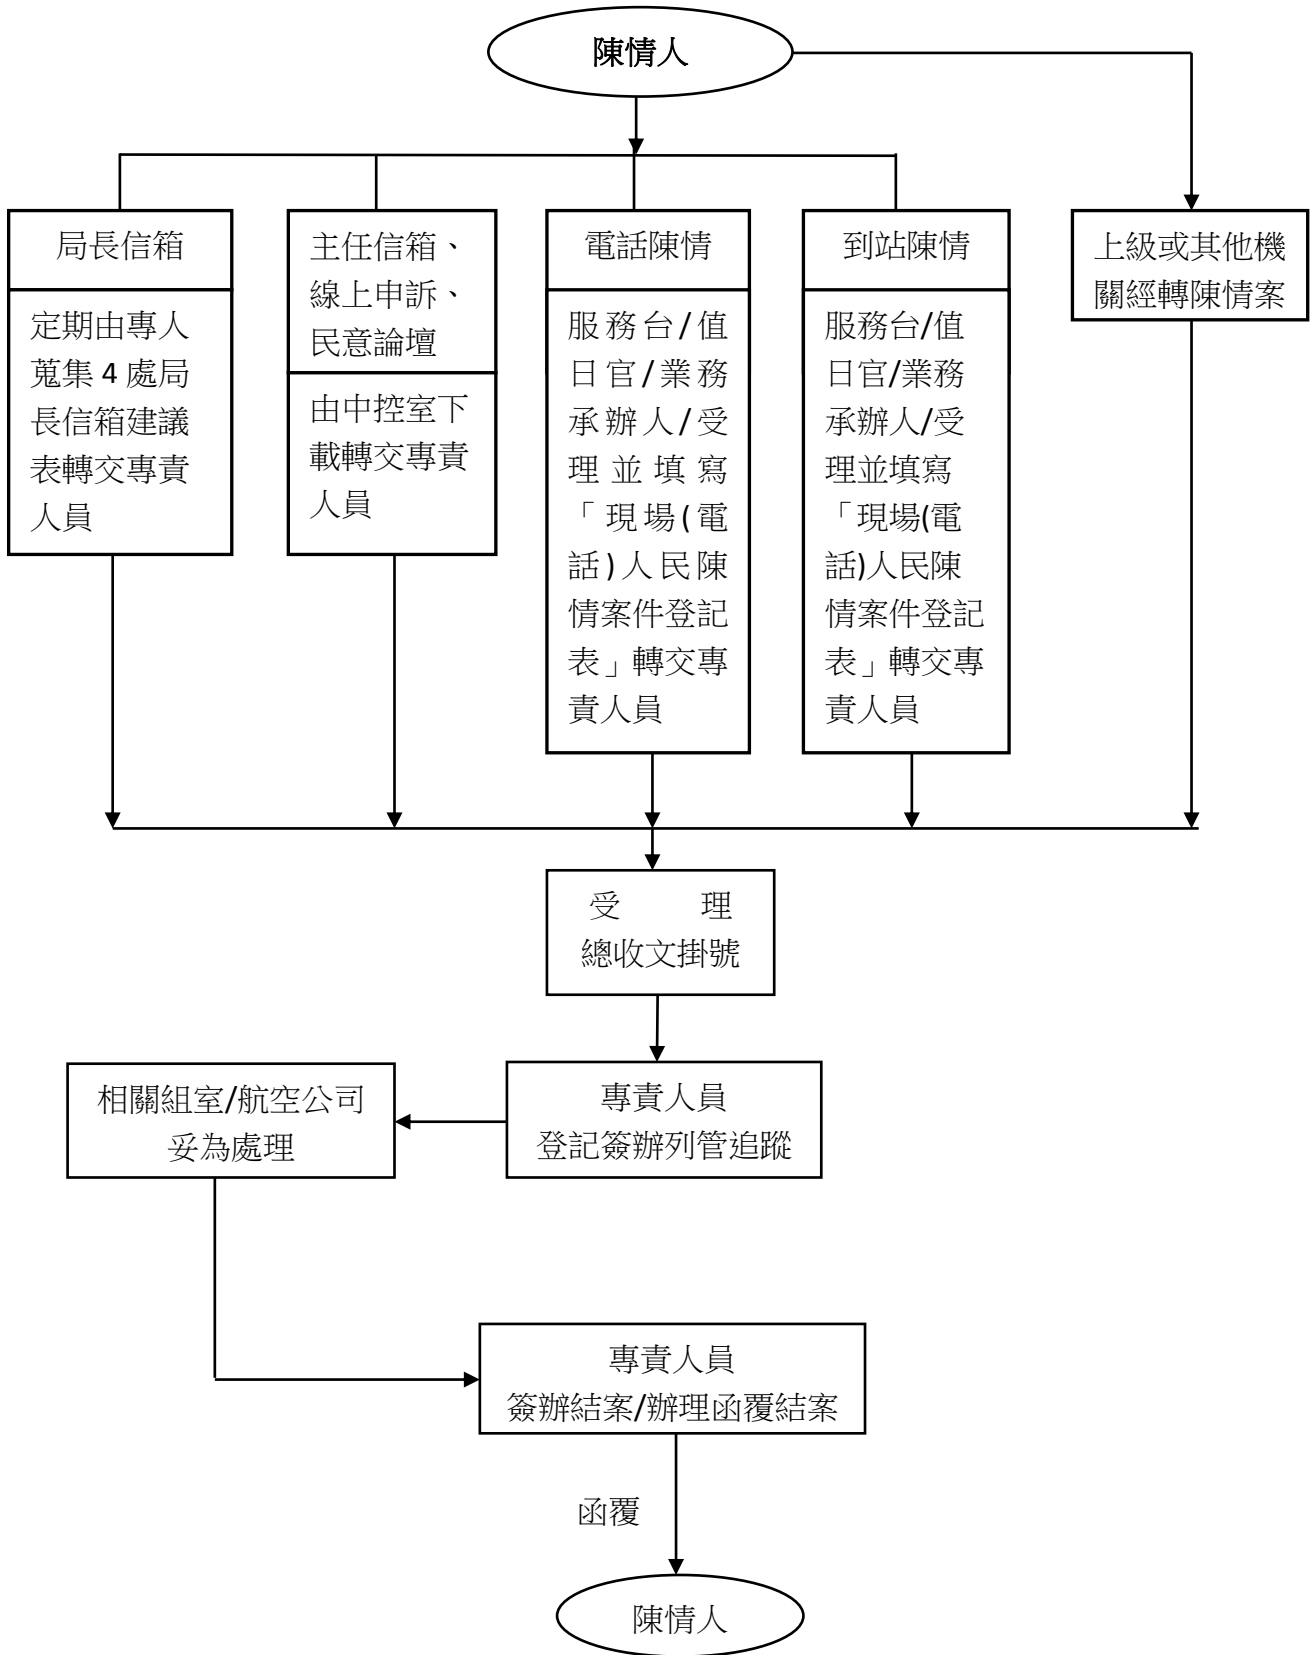 陳情人
局長信箱
定期由專人
蒐集 4 處局
長信箱建議
表轉交專責
人員
主任信箱、
線上申訴、
民意論壇
由中控室下
載轉交專責
人員
電話陳情
服務台/值
日官/業務
承辦人/受
理並填寫
「現場(電
話)人民陳
情案件登記
表」轉交專
責人員
到站陳情
服務台/值
日官/業務
承辦人/受
理並填寫
「現場(電
話)人民陳
情案件登記
表」轉交專
責人員
上級或其他機
關經轉陳情案
受 理
總收文掛號
專責人員
登記簽辦列管追蹤
相關組室/航空公司
妥為處理
專責人員
簽辦結案/辦理函覆結案
函覆
陳情人